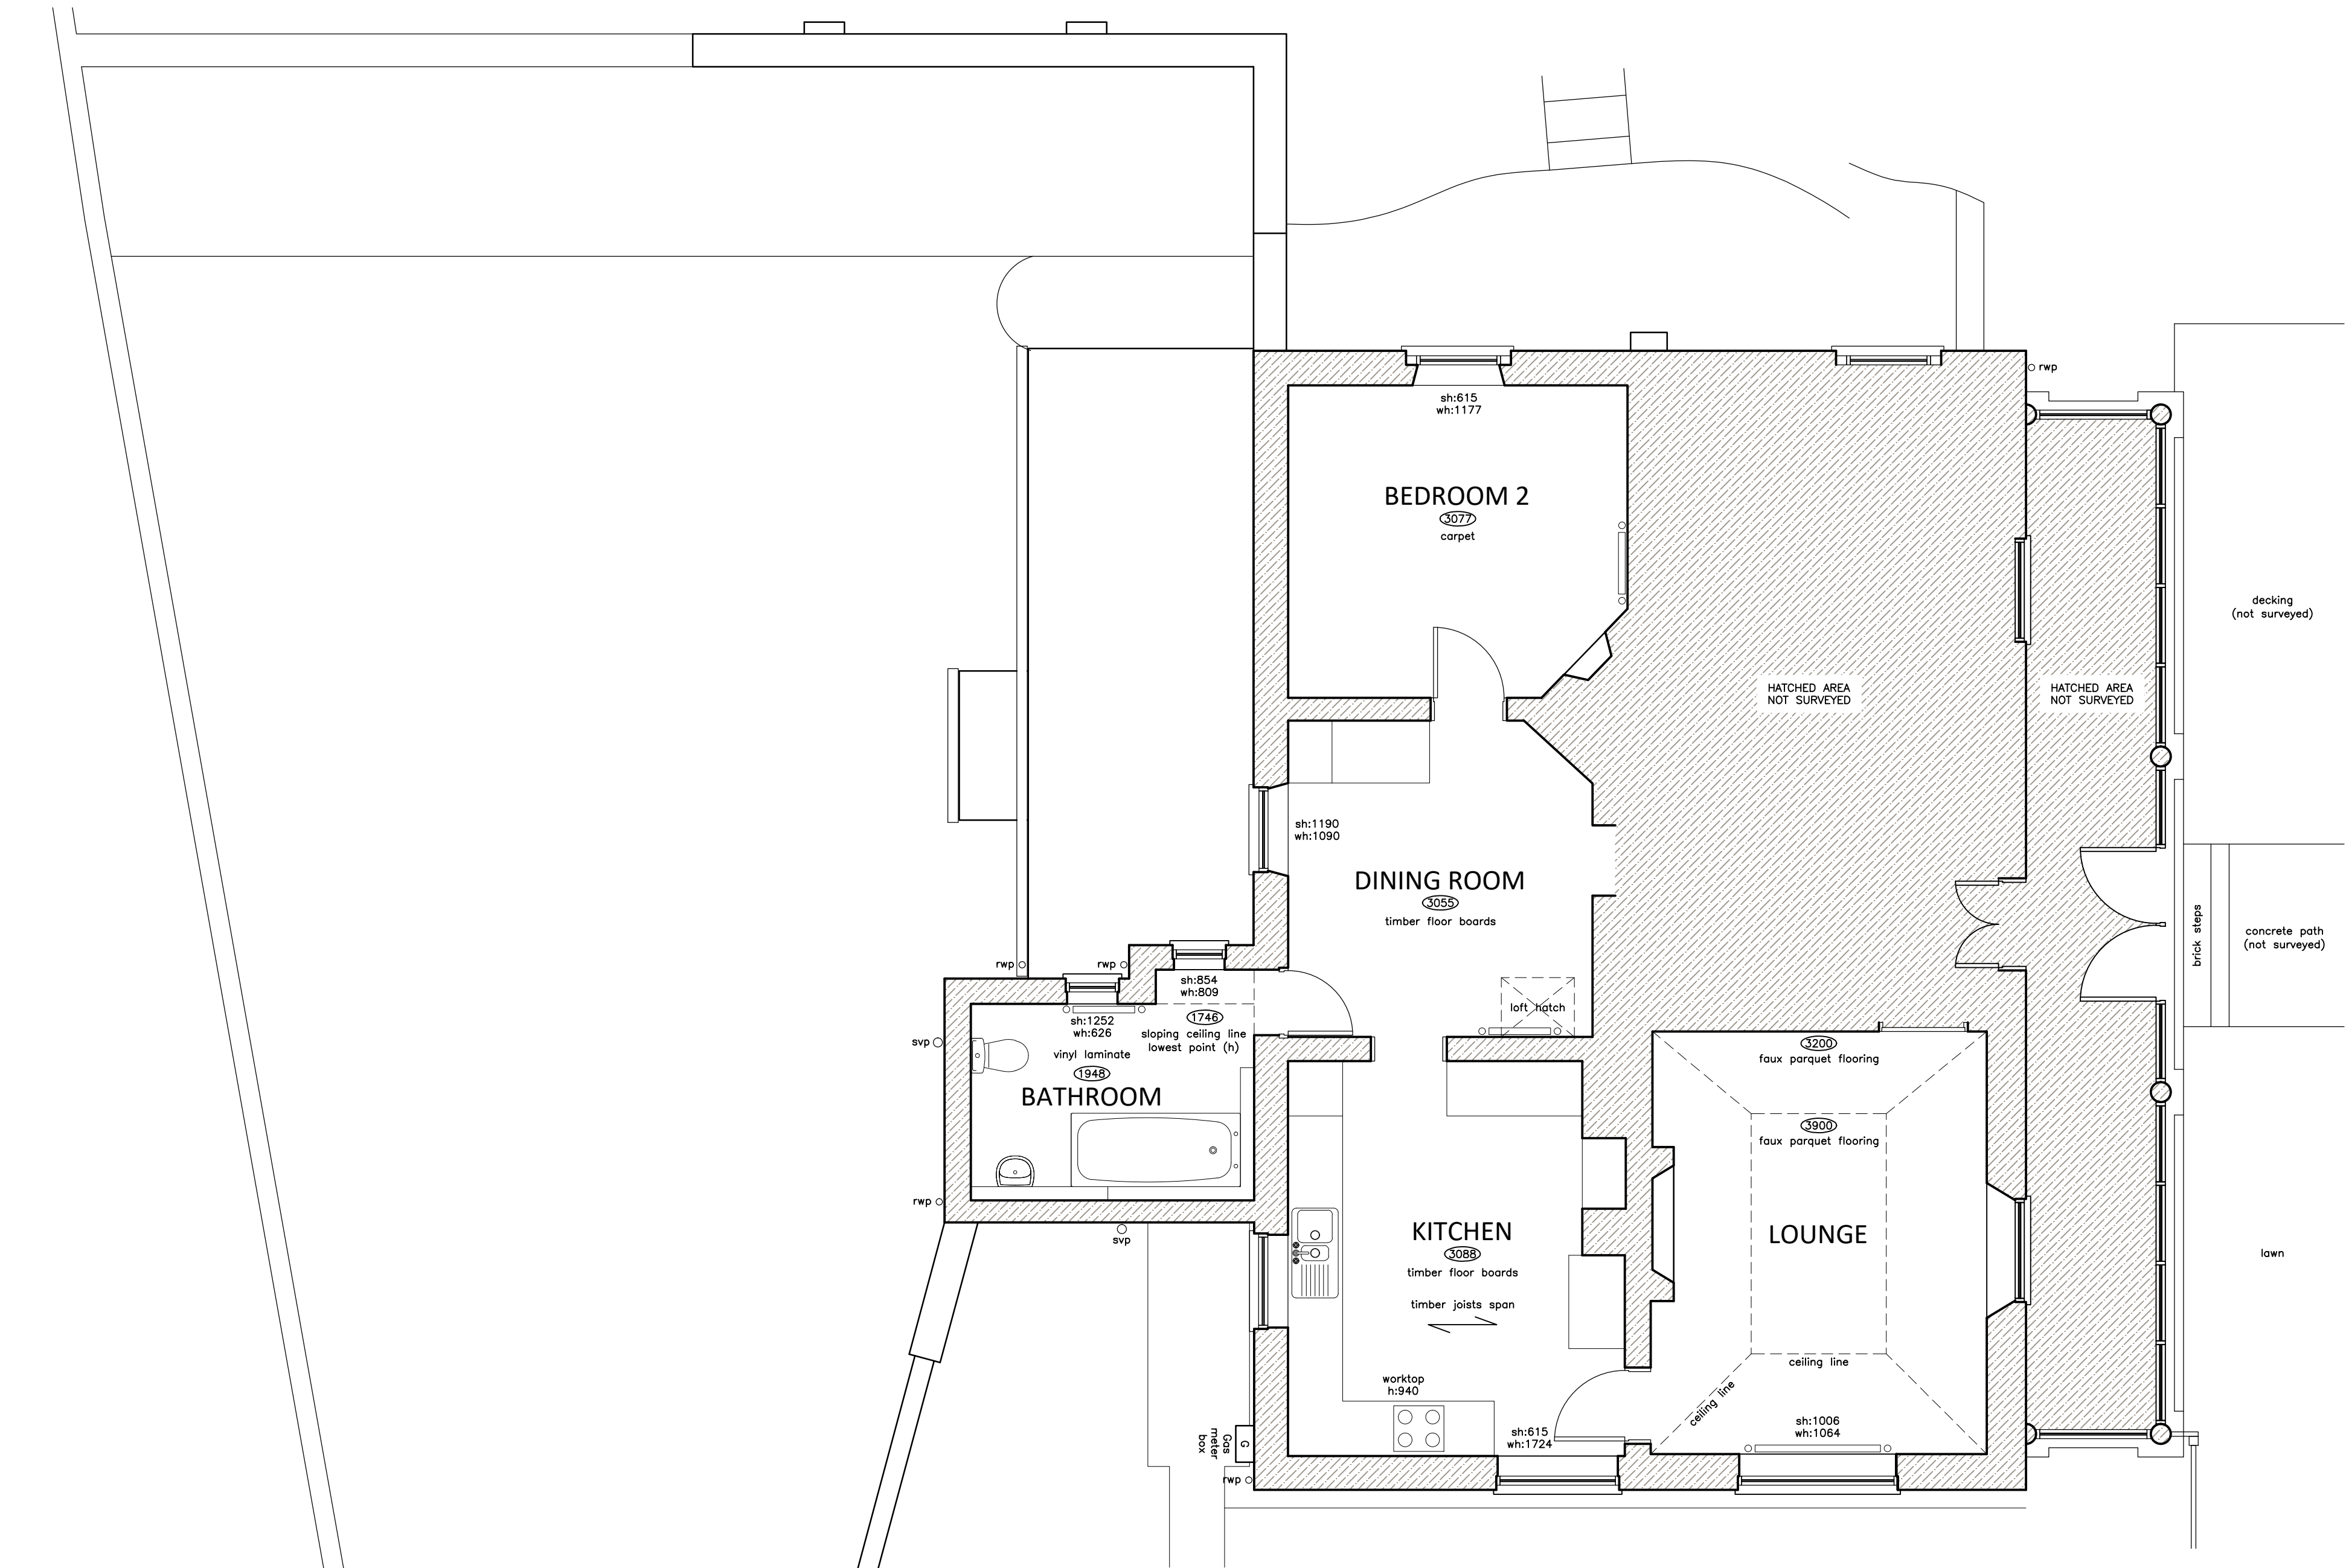 rwp
sh:615
wh:1177
BEDROOM 2
3077
carpet
decking
(not surveyed)
HATCHED AREA
NOT SURVEYED
HATCHED AREA
NOT SURVEYED
sh:1190
wh:1090
DINING ROOM
3055
timber floor boards
brick steps
concrete path
(not surveyed)
rwp
rwp
sh:854
wh:809
loft hatch
1746
sloping ceiling line
lowest point (h)
sh:1252
wh:626
svp
vinyl laminate
1948
BATHROOM
3200
faux parquet flooring
3900
faux parquet flooring
rwp
svp
KITCHEN
3088
timber floor boards
timber joists span
LOUNGE
lawn
ceiling line
ceiling line
worktop
h:940
sh:1006
wh:1064
sh:615
wh:1724
Gas
meter
box
G
rwp